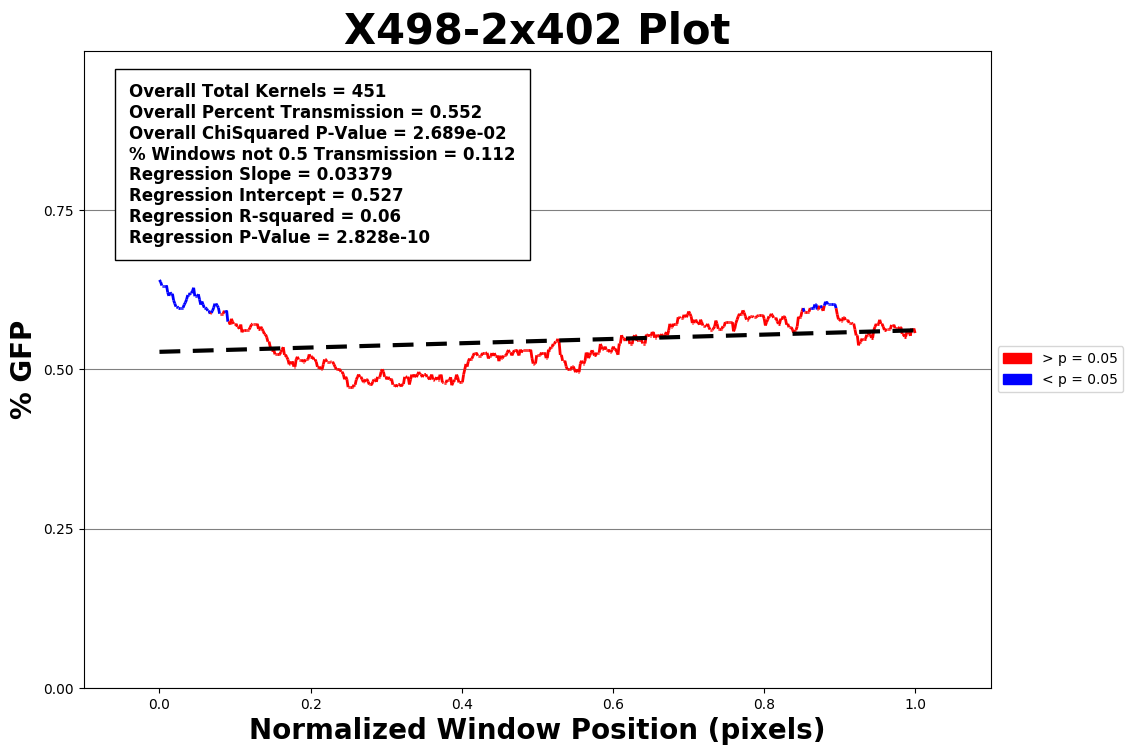 X498-2x402 Plot
Overall Total Kernels = 451
Overall Percent Transmission = 0.552
Overall ChiSquared P-Value = 2.689e-02
% Windows not 0.5 Transmission = 0.112
Regression Slope = 0.03379
Regression Intercept = 0.527
Regression R-squared = 0.06
Regression P-Value = 2.828e-10
% GFP
0.75
0.50
0.25
0.00
> p = 0.05
< p = 0.05
0.0 0.2 0.4 0.6 0.8 1.0
Normalized Window Position (pixels)